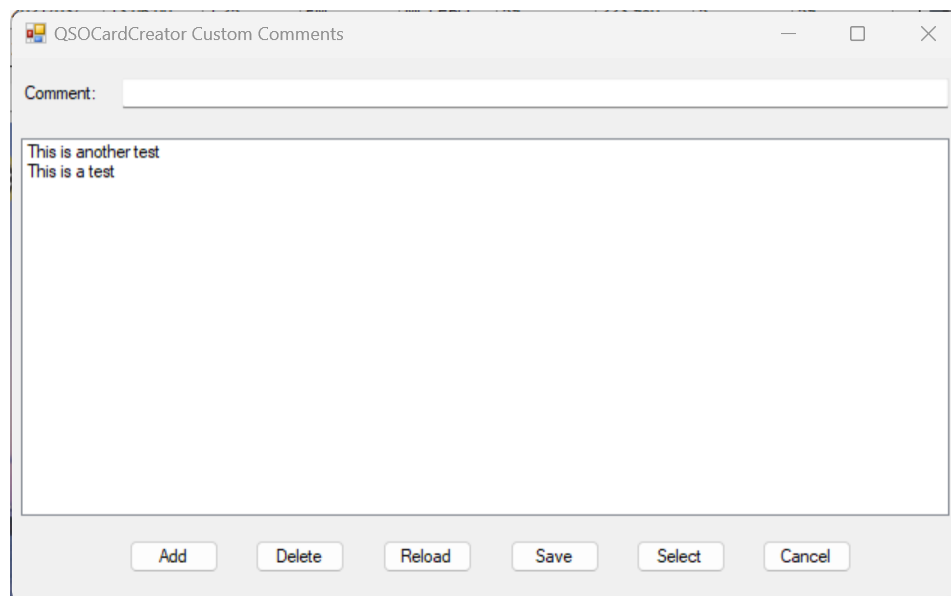 QSOCardCreator Custom Comments
Comment:
This is another test
This is a test
Add Delete Reload Save Select Cancel